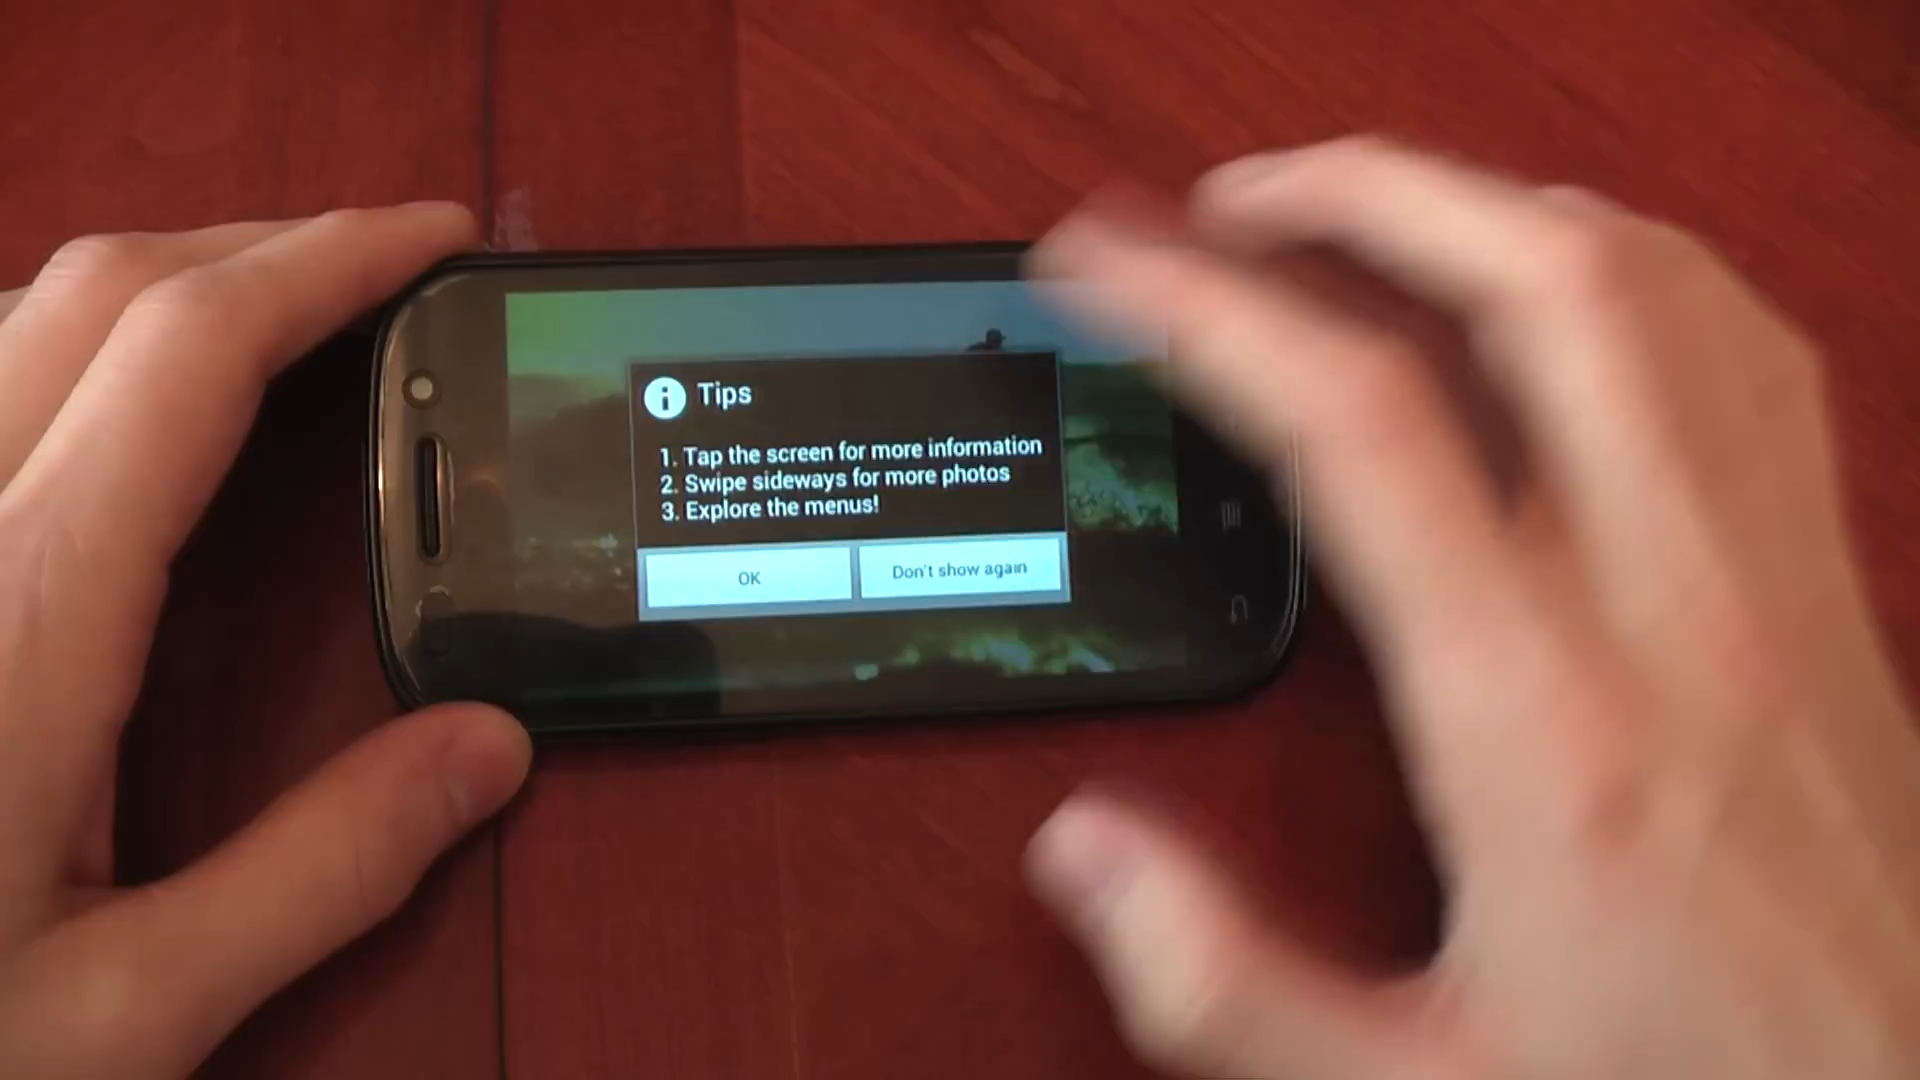 Tips
1. Tap the screen for more information
2. Swipe sideways for more photos
3. Explore the menus!
OK
Don't show again